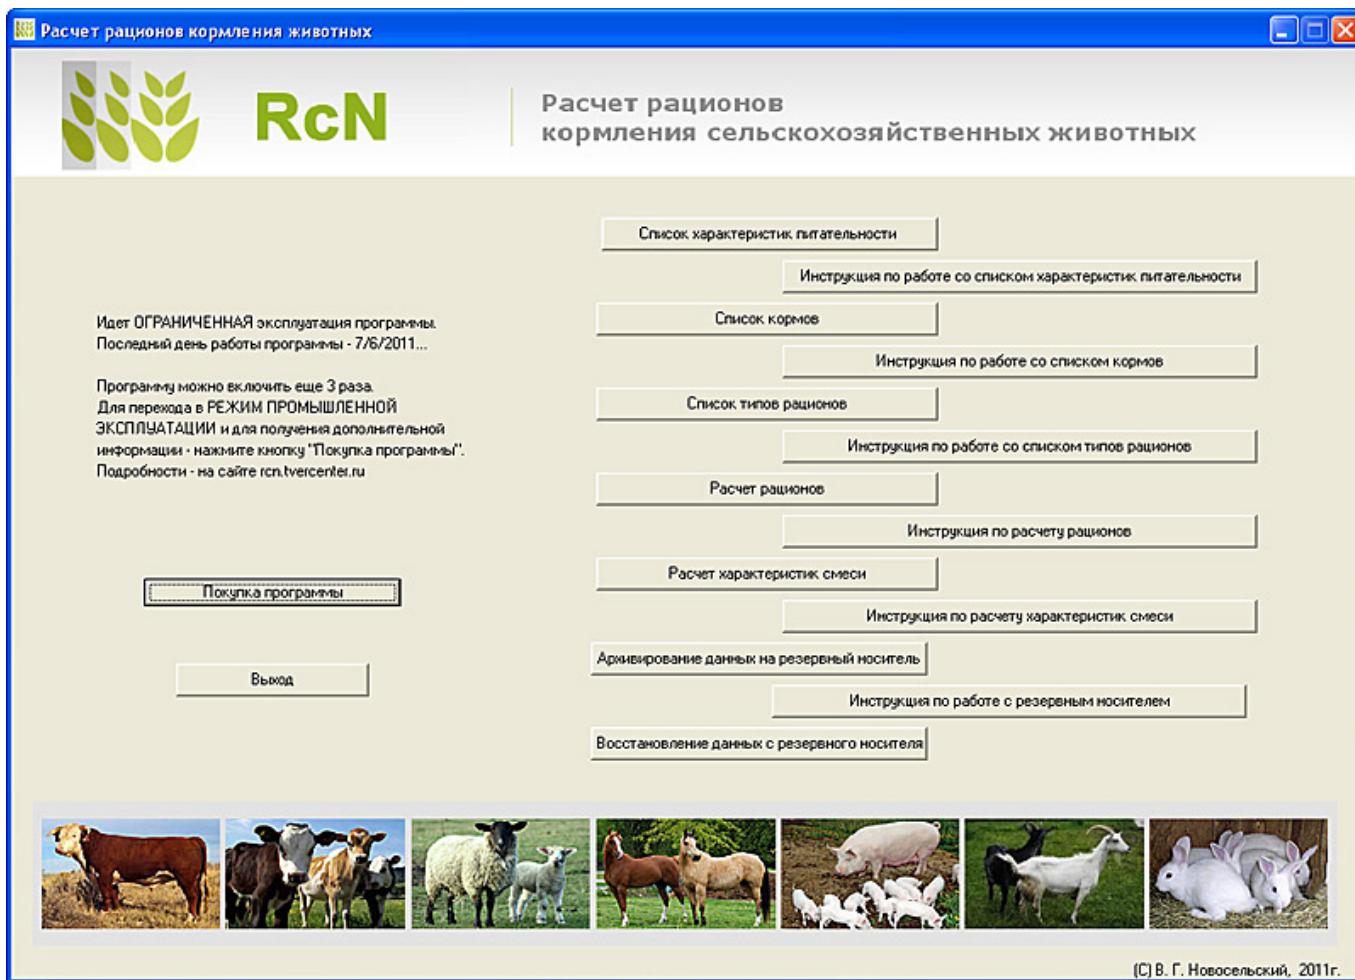 Расчет рационов кормления животных
RcN
Расчет рационов
кормления сельскохозяйственных животных
Список характеристик питательности
Инструкция по работе со списком характеристик питательности
Список кормов
Инструкция по работе со списком кормов
Список типов рационов
Инструкция по работе со списком типов рационов
Расчет рационов
Инструкция по расчету рационов
Расчет характеристик смеси
Инструкция по расчету характеристик смеси
Архивирование данных на резервный носитель
Инструкция по работе с резервным носителем
Восстановление данных с резервного носителя
Идет ОГРАНИЧЕННАЯ эксплуатация программы.
Последний день работы программы - 7/6/2011...
Программу можно включить еще 3 раза.
Для перехода в РЕЖИМ ПРОМЫШЛЕННОЙ
ЭКСПЛУАТАЦИИ и для получения дополнительной
информации - нажмите кнопку "Покупка программы".
Подробности - на сайте rcn.tvercenter.ru
Покупка программы
Выход
(С) В. Г. Новосельский, 2011г.